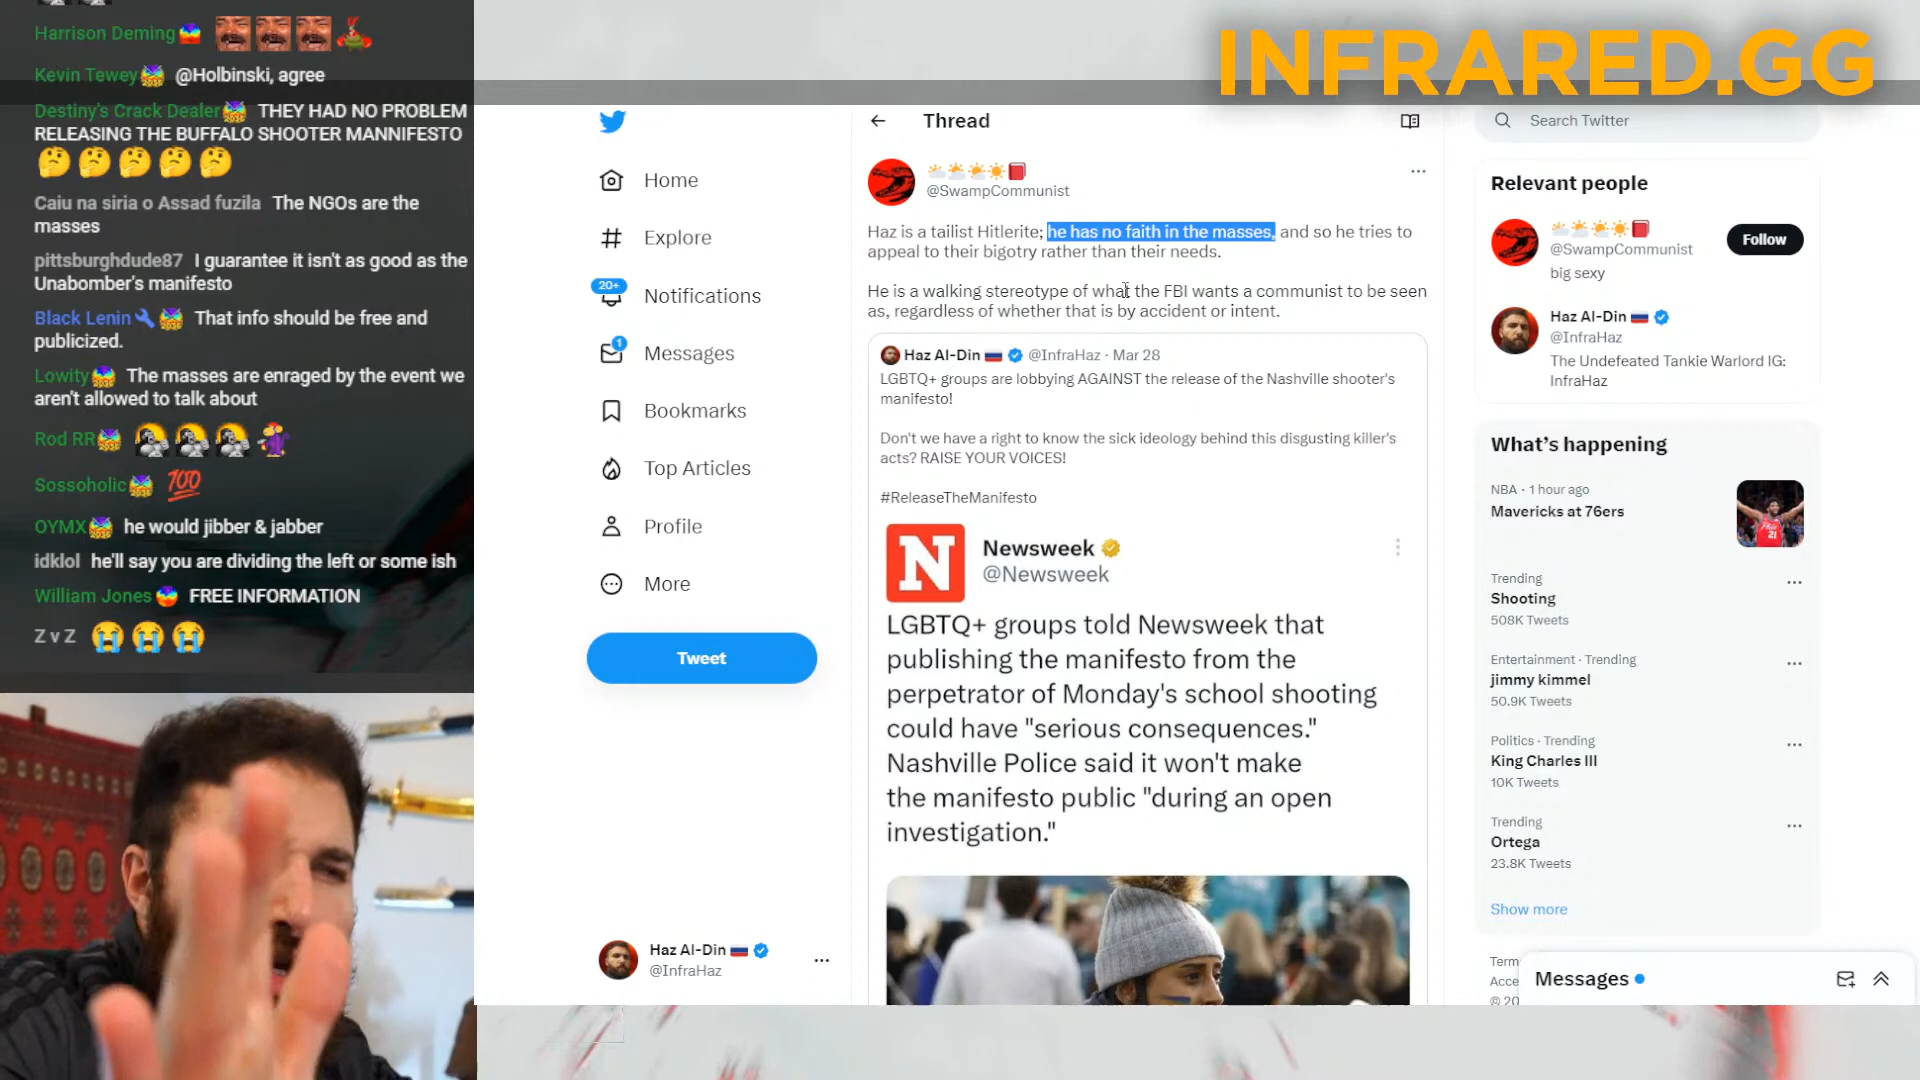 INFRARED.GG
Harrison Deming
Kevin Tewey @Holbinski, agree
Destiny's Crack Dealer THEY HAD NO PROBLEM
RELEASING THE BUFFALO SHOOTER MANNIFESTO
🤔🤔🤔🤔🤔
Caiu na siria o Assad fuzila The NGOs are the
masses
pittsburghdude87 I guarantee it isn't as good as the
Unabomber's manifesto
Black Lenin🔧 That info should be free and
publicized.
Lowity The masses are enraged by the event we
aren't allowed to talk about
Rod RR
Sossoholic 💯
OYMX he would jibber & jabber
idklol he'll say you are dividing the left or some ish
William Jones FREE INFORMATION
Z v Z 😭😭😭
Home
Explore
20+
Notifications
1
Messages
Bookmarks
Top Articles
Profile
More
Tweet
Haz Al-Din 🇷🇺
@InfraHaz
Thread
@SwampCommunist
Haz is a tailist Hitlerite; he has no faith in the masses, and so he tries to
appeal to their bigotry rather than their needs.
He is a walking stereotype of what the FBI wants a communist to be seen
as, regardless of whether that is by accident or intent.
Haz Al-Din 🇷🇺 @InfraHaz · Mar 28
LGBTQ+ groups are lobbying AGAINST the release of the Nashville shooter's
manifesto!
Don't we have a right to know the sick ideology behind this disgusting killer's
acts? RAISE YOUR VOICES!
#ReleaseTheManifesto
N
Newsweek
@Newsweek
LGBTQ+ groups told Newsweek that
publishing the manifesto from the
perpetrator of Monday's school shooting
could have "serious consequences."
Nashville Police said it won't make
the manifesto public "during an open
investigation."
Search Twitter
Relevant people
@SwampCommunist
Follow
big sexy
Haz Al-Din 🇷🇺
@InfraHaz
The Undefeated Tankie Warlord IG:
InfraHaz
What's happening
NBA · 1 hour ago
Mavericks at 76ers
Trending
Shooting
508K Tweets
Entertainment · Trending
jimmy kimmel
50.9K Tweets
Politics · Trending
King Charles III
10K Tweets
Trending
Ortega
23.8K Tweets
Show more
Term
Acce
© 20
Messages